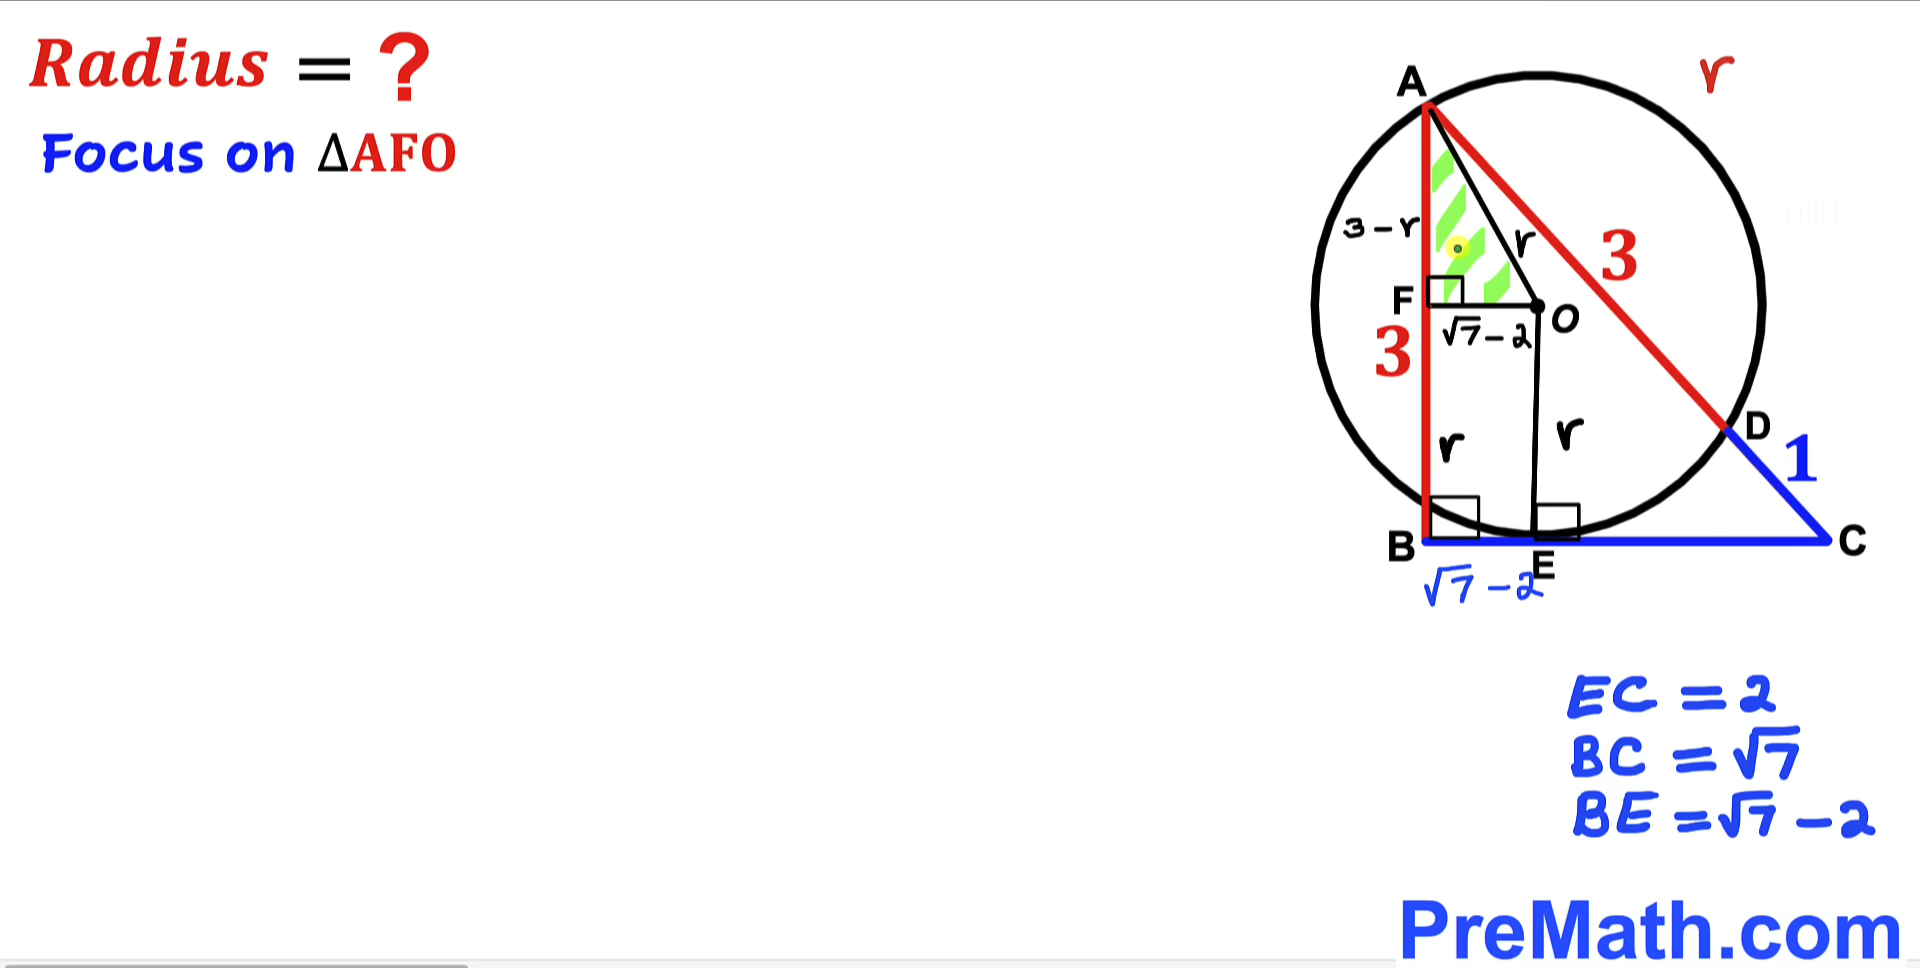 Radius = ?
Focus on ΔAFO
A
r
3 - r
r
3
F
O
√7 - 2
3
r
r
D
1
B
E
C
√7 - 2
EC = 2
BC = √7
BE = √7 - 2
PreMath.com